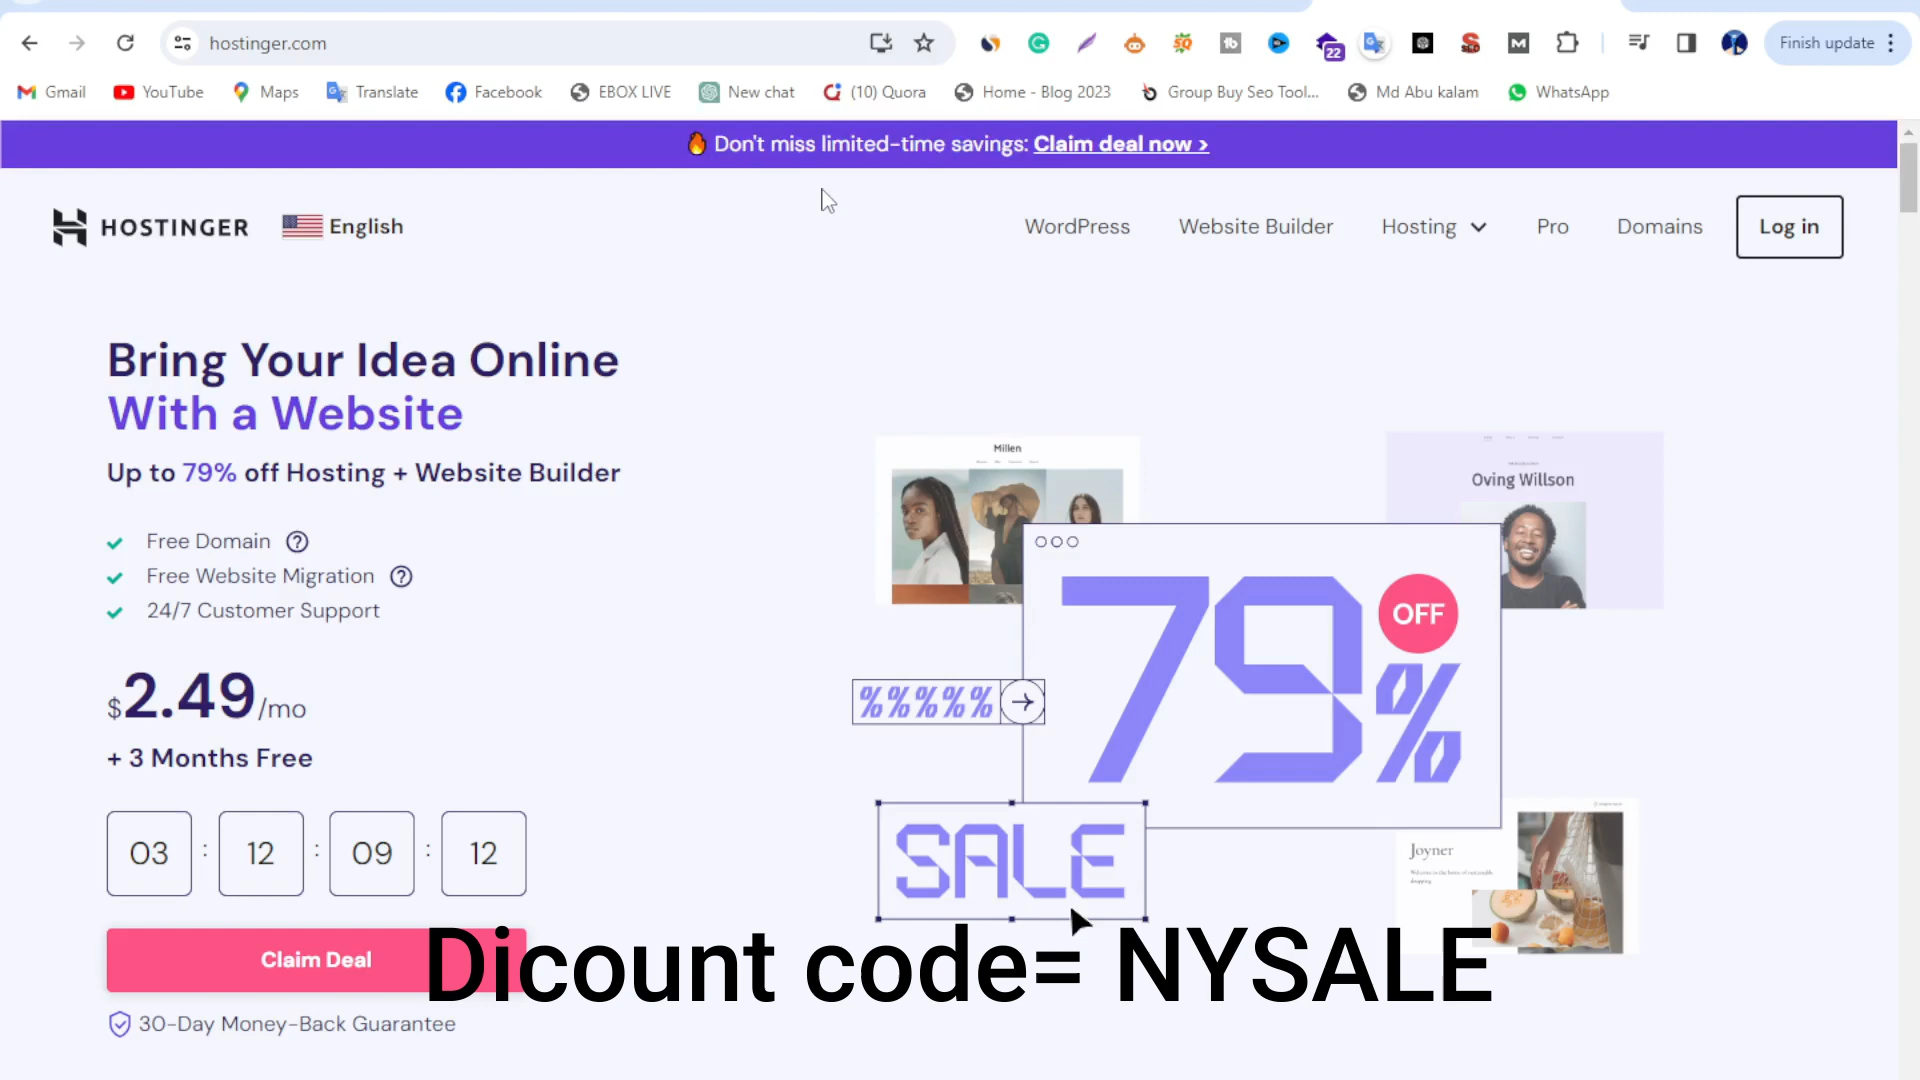 hostinger.com
22
Finish update
Gmail
YouTube
Maps
Translate
Facebook
EBOX LIVE
New chat
(10) Quora
Home - Blog 2023
Group Buy Seo Tool...
Md Abu kalam
WhatsApp
Don't miss limited-time savings: Claim deal now >
HOSTINGER
English
WordPress
Website Builder
Hosting
Pro
Domains
Log in
Bring Your Idea Online
With a Website
Up to 79% off Hosting + Website Builder
Free Domain
Free Website Migration
24/7 Customer Support
$2.49/mo
+ 3 Months Free
03 : 12 : 09 : 12
Claim Deal
30-Day Money-Back Guarantee
Millen
Oving Willson
79%
OFF
%%%%%
SALE
Joyner
Dicount code= NYSALE